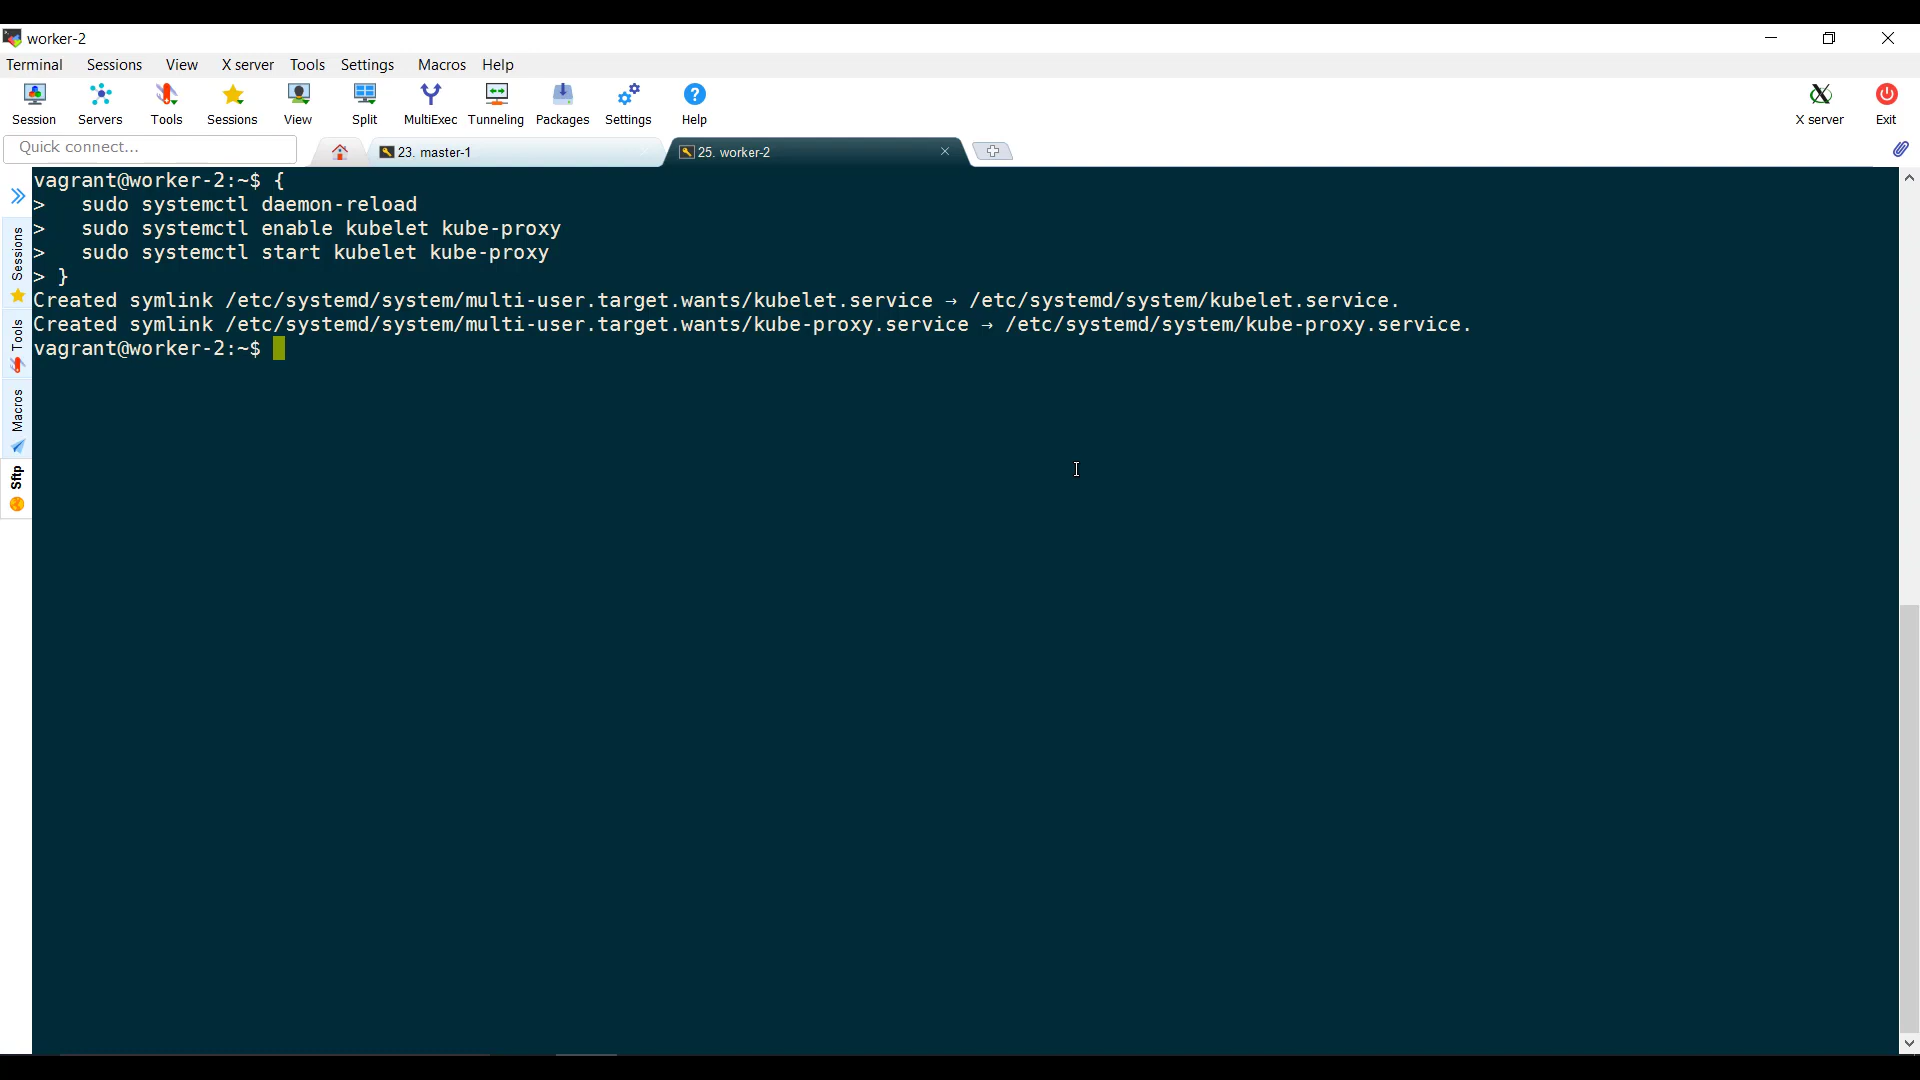 worker-2
Terminal Sessions View X server Tools Settings Macros Help
Session Servers Tools Sessions View Split MultiExec Tunneling Packages Settings Help X server Exit
Quick connect... 23. master-1 25. worker-2
vagrant@worker-2:~$ {
>   sudo systemctl daemon-reload
>   sudo systemctl enable kubelet kube-proxy
>   sudo systemctl start kubelet kube-proxy
> }
Created symlink /etc/systemd/system/multi-user.target.wants/kubelet.service → /etc/systemd/system/kubelet.service.
Created symlink /etc/systemd/system/multi-user.target.wants/kube-proxy.service → /etc/systemd/system/kube-proxy.service.
vagrant@worker-2:~$
Sessions
Tools
Macros
Sftp